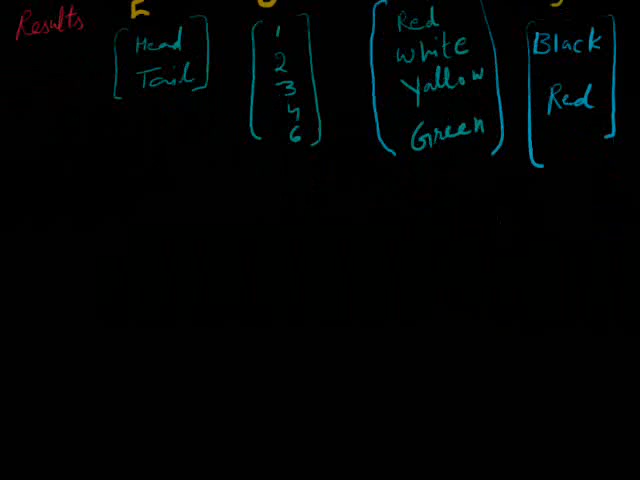 Results
Head
Tail
1
2
3
4
6
Red
White
Yallow
Green
Black
Red